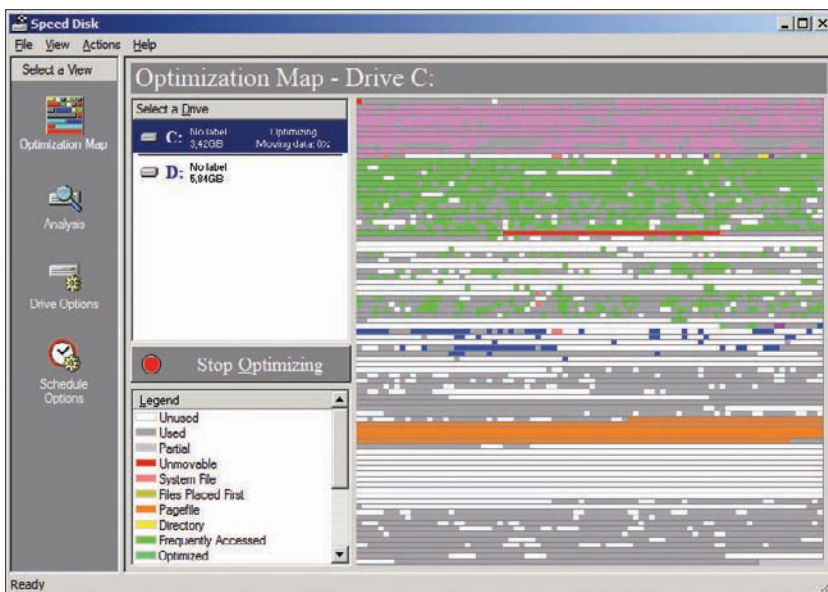 Speed Disk
File View Actions Help
Select a View
Optimization Map
Analysis
Drive Options
Schedule
Options
Optimization Map - Drive C:
Select a Drive
C: No label Optimizing
3,42GB Moving data: 0%
D: No label
5,84GB
Stop Optimizing
Legend
Unused
Used
Partial
Unmovable
System File
Files Placed First
Pagefile
Directory
Frequently Accessed
Optimized
Ready